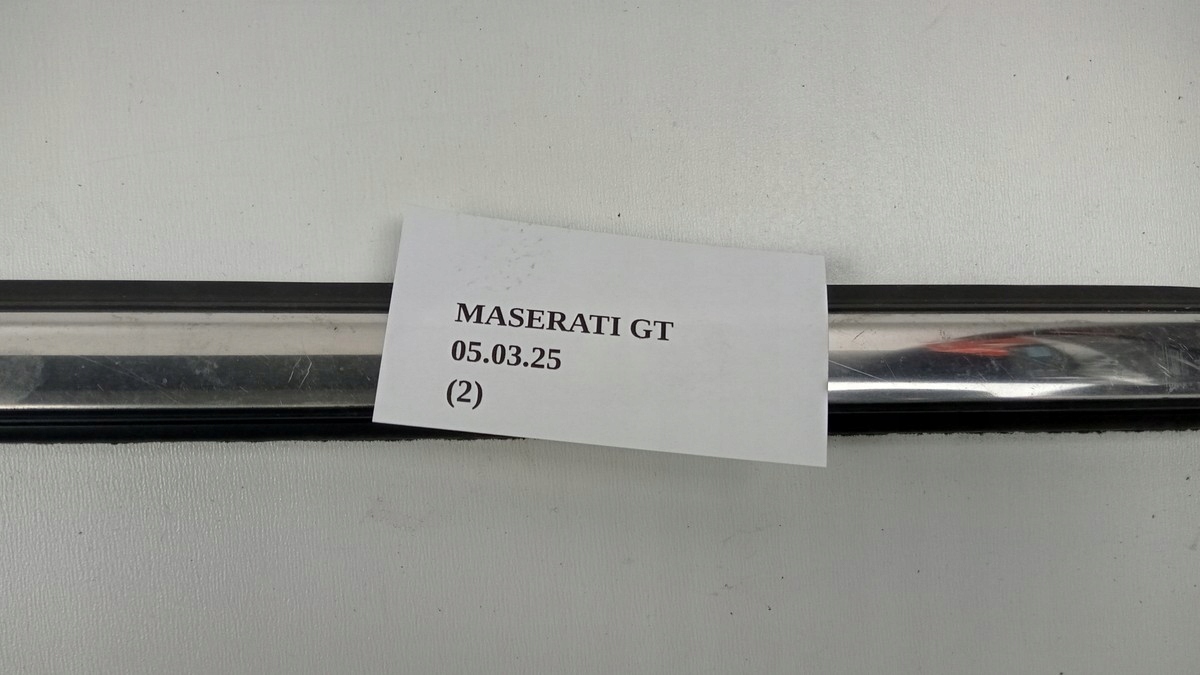 MASERATI GT
05.03.25
(2)